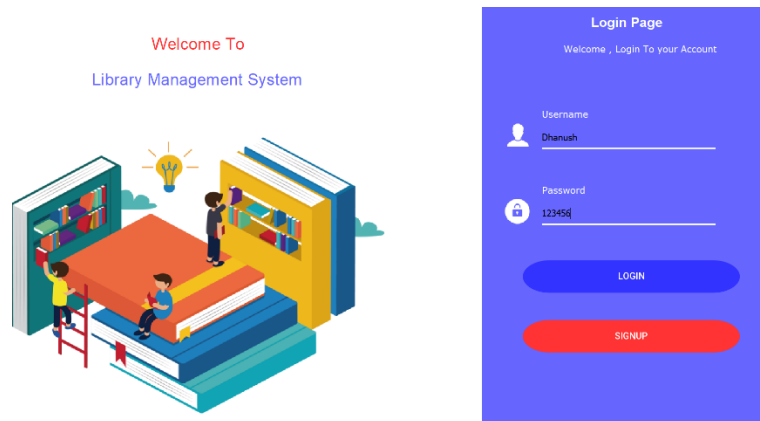 Welcome To
Library Management System
Login Page
Welcome , Login To your Account
Username
Dhanush
Password
123456
LOGIN
SIGNUP